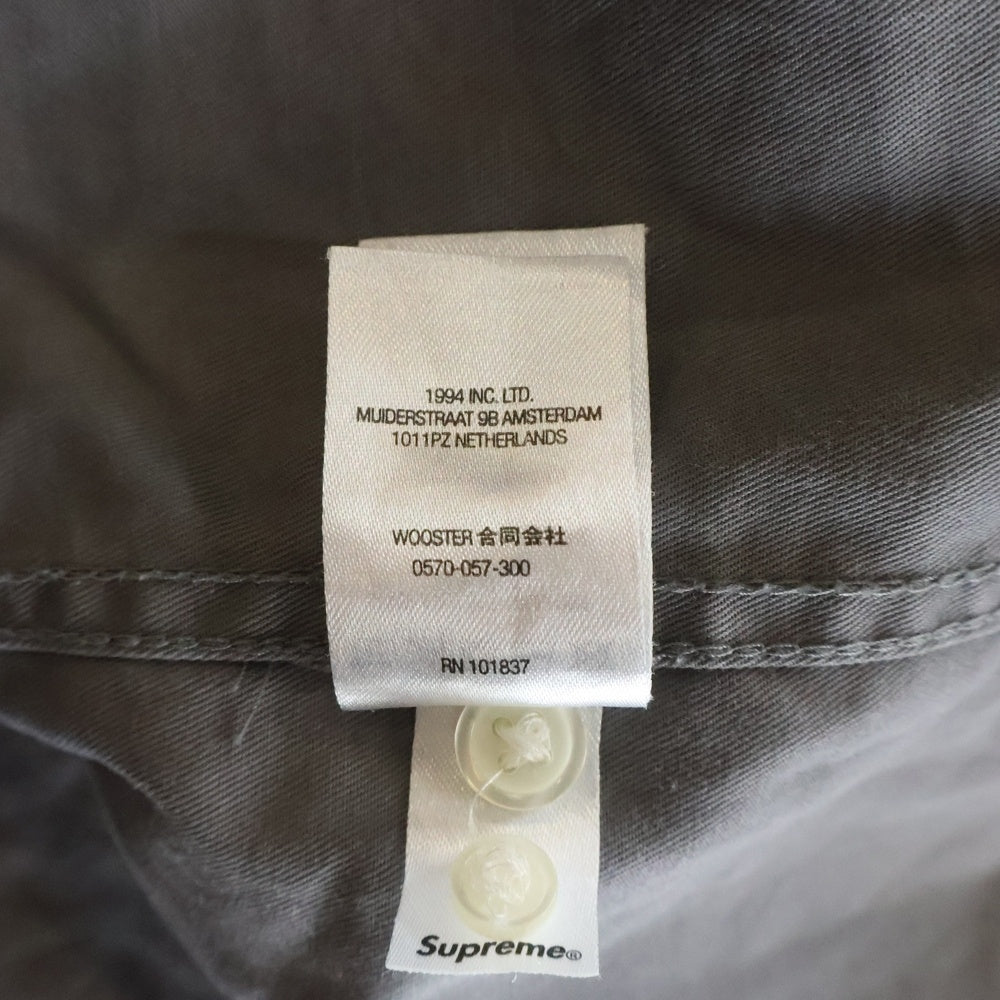 1994 INC. LTD.
MUIDERSTRAAT 9B AMSTERDAM
1011PZ NETHERLANDS
WOOSTER 合同会社
0570-057-300
RN 101837
Supreme®